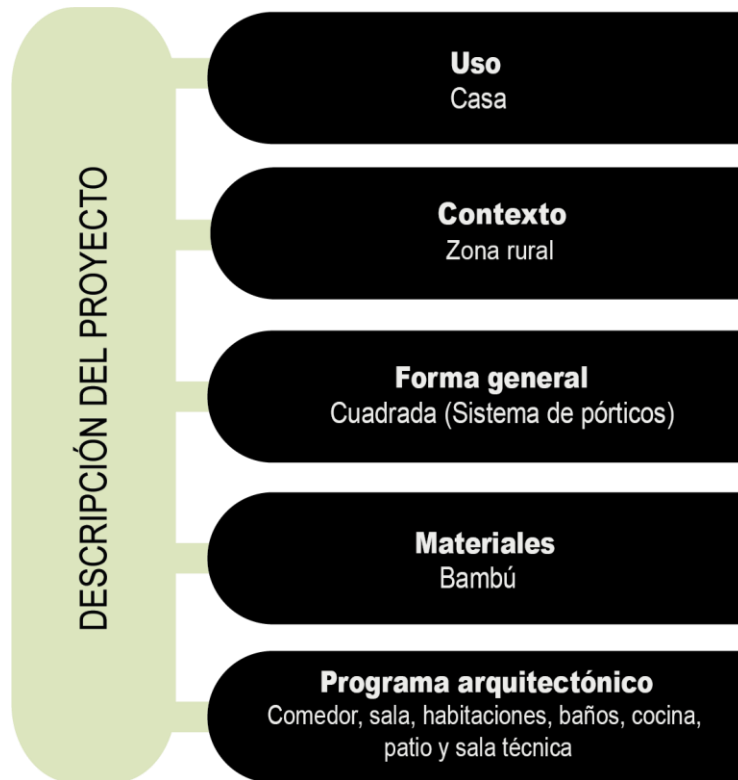 DESCRIPCIÓN DEL PROYECTO
Uso
Casa
Contexto
Zona rural
Forma general
Cuadrada (Sistema de pórticos)
Materiales
Bambú
Programa arquitectónico
Comedor, sala, habitaciones, baños, cocina,
patio y sala técnica